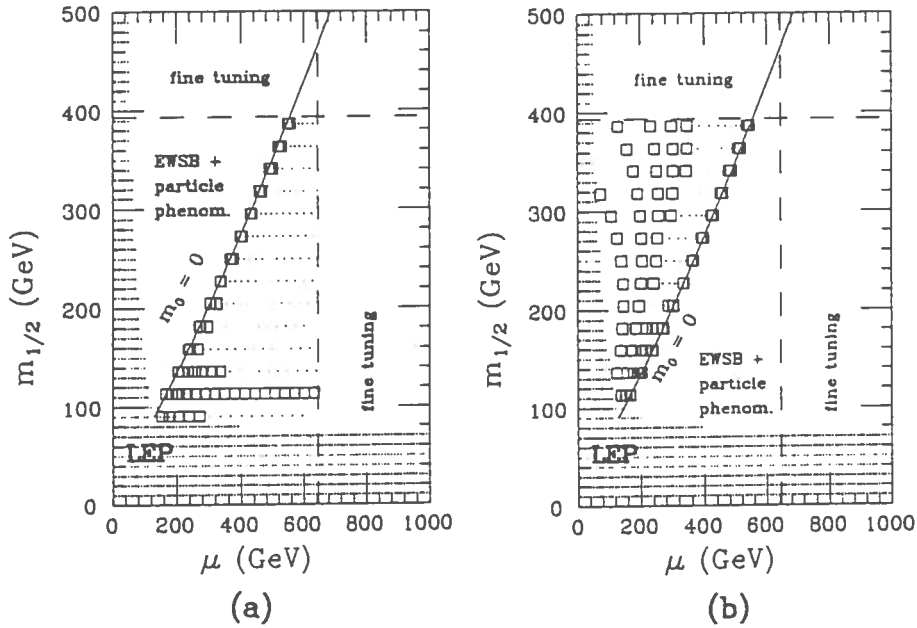 500
400
300
200
100
0
m1/2 (GeV)
fine tuning
EWSB +
particle
phenom.
m0 = 0
fine tuning
LEP
0 200 400 600 800 1000
μ (GeV)
(a)
500
400
300
200
100
0
m1/2 (GeV)
fine tuning
m0 = 0
EWSB +
particle
phenom.
fine tuning
LEP
0 200 400 600 800 1000
μ (GeV)
(b)